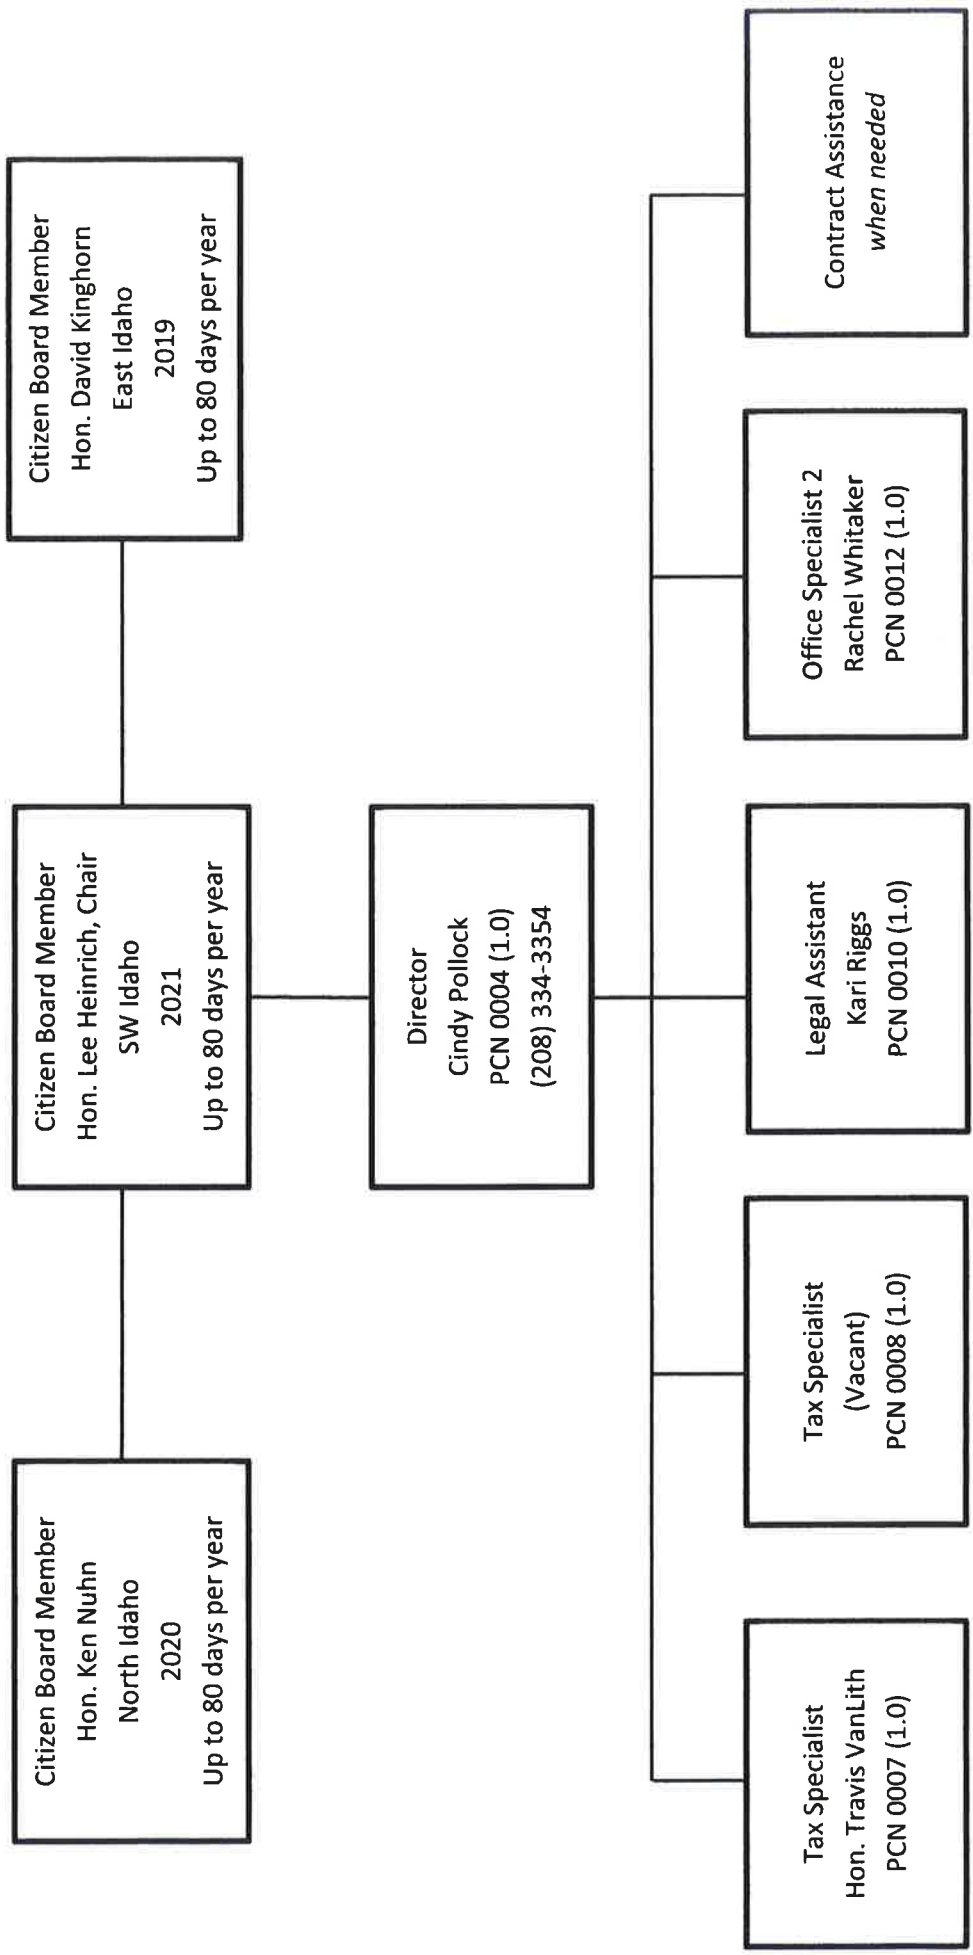 Citizen Board Member
Hon. Ken Nuhn
North Idaho
2020
Up to 80 days per year
Citizen Board Member
Hon. Lee Heinrich, Chair
SW Idaho
2021
Up to 80 days per year
Citizen Board Member
Hon. David Kinghorn
East Idaho
2019
Up to 80 days per year
Director
Cindy Pollock
PCN 0004 (1.0)
(208) 334-3354
Tax Specialist
Hon. Travis VanLith
PCN 0007 (1.0)
Tax Specialist
(Vacant)
PCN 0008 (1.0)
Legal Assistant
Kari Riggs
PCN 0010 (1.0)
Office Specialist 2
Rachel Whitaker
PCN 0012 (1.0)
Contract Assistance
when needed